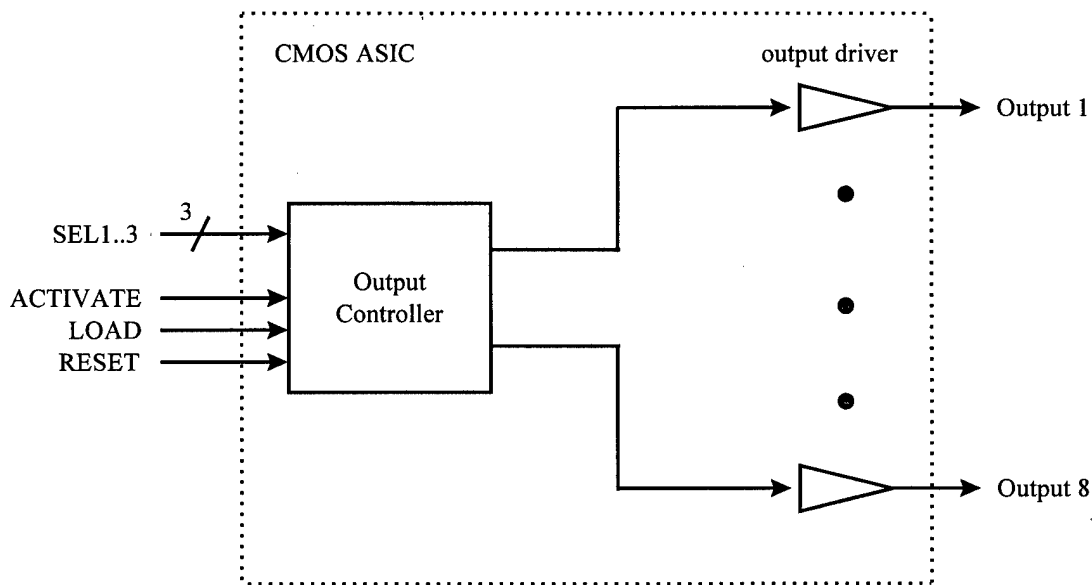 CMOS ASIC
output driver
Output 1
3
SEL1..3
ACTIVATE
LOAD
RESET
Output
Controller
Output 8